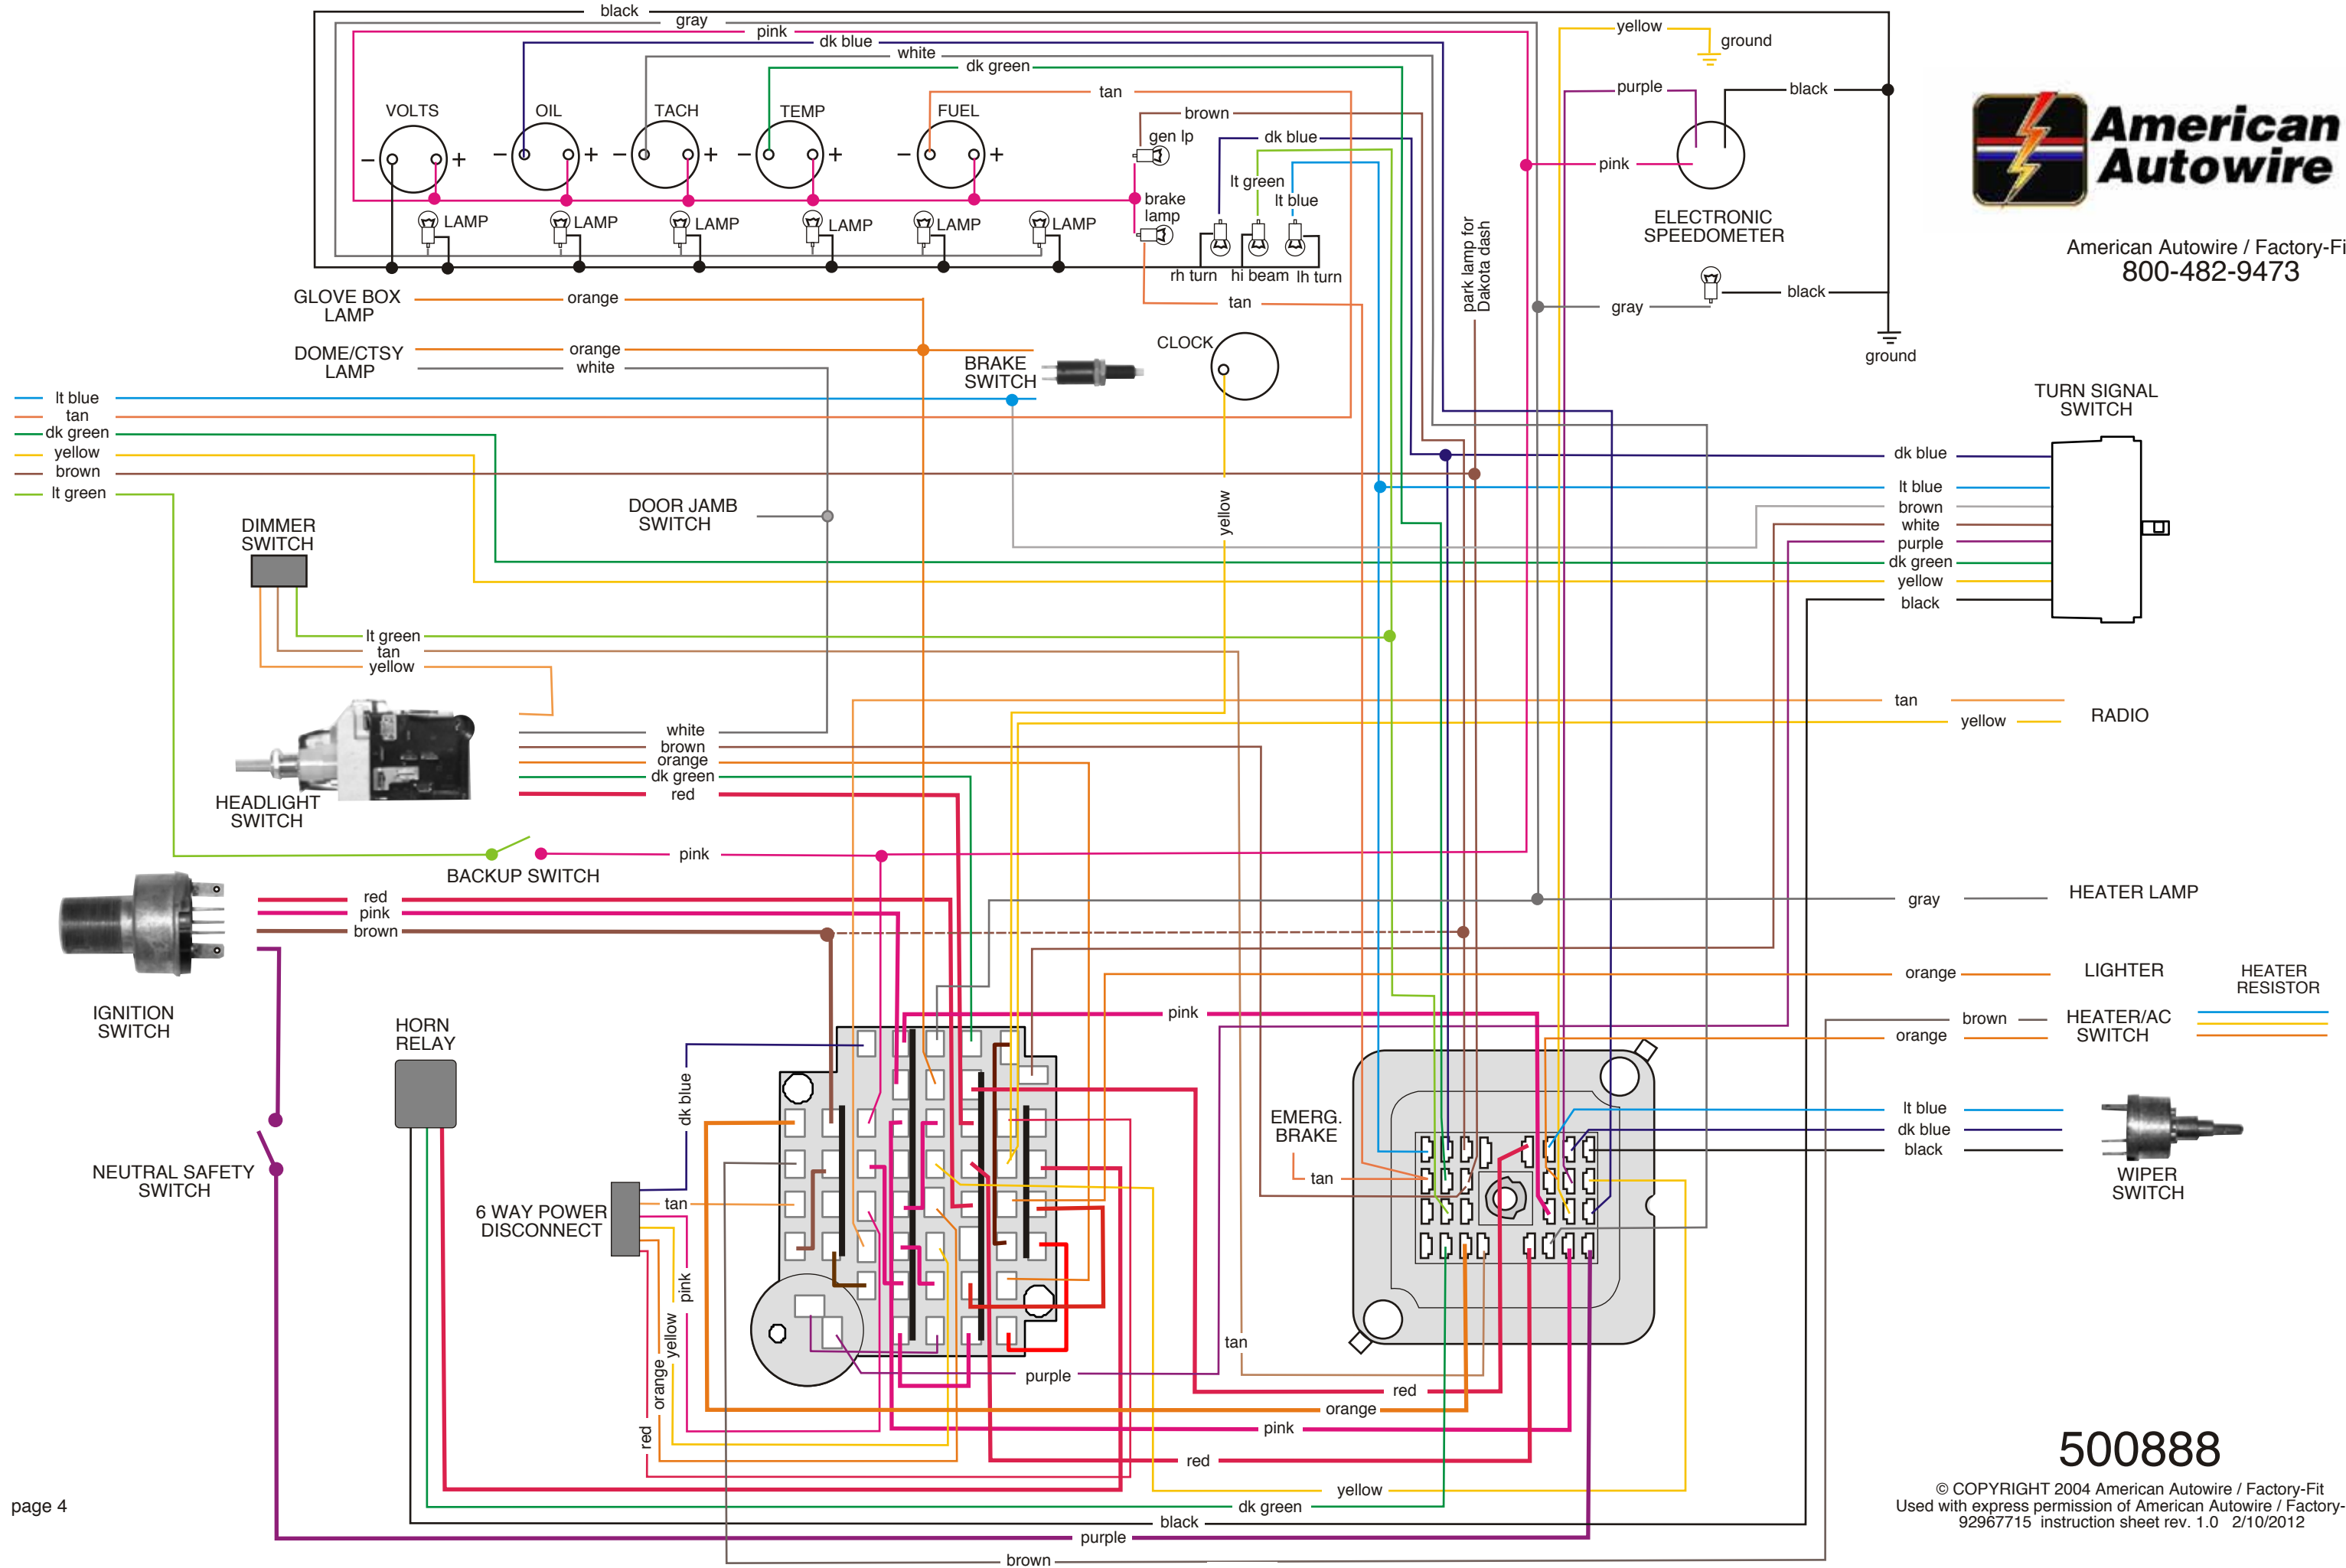 black
gray
pink
dk blue
white
dk green
tan
brown
gen lp
dk blue
lt green
lt blue
brake
lamp
VOLTS
OIL
TACH
TEMP
FUEL
− +
− +
− +
− +
− +
LAMP
LAMP
LAMP
LAMP
LAMP
LAMP
rh turn
hi beam
lh turn
tan
yellow
ground
purple
black
pink
ELECTRONIC
SPEEDOMETER
gray
black
ground
American
Autowire
American Autowire / Factory-Fi
800-482-9473
park lamp for
Dakota dash
GLOVE BOX
LAMP
orange
DOME/CTSY
LAMP
orange
white
BRAKE
SWITCH
CLOCK
yellow
lt blue
tan
dk green
yellow
brown
lt green
DOOR JAMB
SWITCH
TURN SIGNAL
SWITCH
dk blue
lt blue
brown
white
purple
dk green
yellow
black
DIMMER
SWITCH
lt green
tan
yellow
tan
yellow
RADIO
HEADLIGHT
SWITCH
white
brown
orange
dk green
red
BACKUP SWITCH
pink
IGNITION
SWITCH
red
pink
brown
gray
HEATER LAMP
orange
LIGHTER
brown
orange
HEATER/AC
SWITCH
HEATER
RESISTOR
HORN
RELAY
NEUTRAL SAFETY
SWITCH
6 WAY POWER
DISCONNECT
dk blue
tan
pink
yellow
orange
red
pink
EMERG.
BRAKE
tan
lt blue
dk blue
black
WIPER
SWITCH
tan
purple
red
orange
pink
red
yellow
dk green
black
purple
brown
500888
© COPYRIGHT 2004 American Autowire / Factory-Fit
Used with express permission of American Autowire / Factory-
92967715 instruction sheet rev. 1.0 2/10/2012
page 4